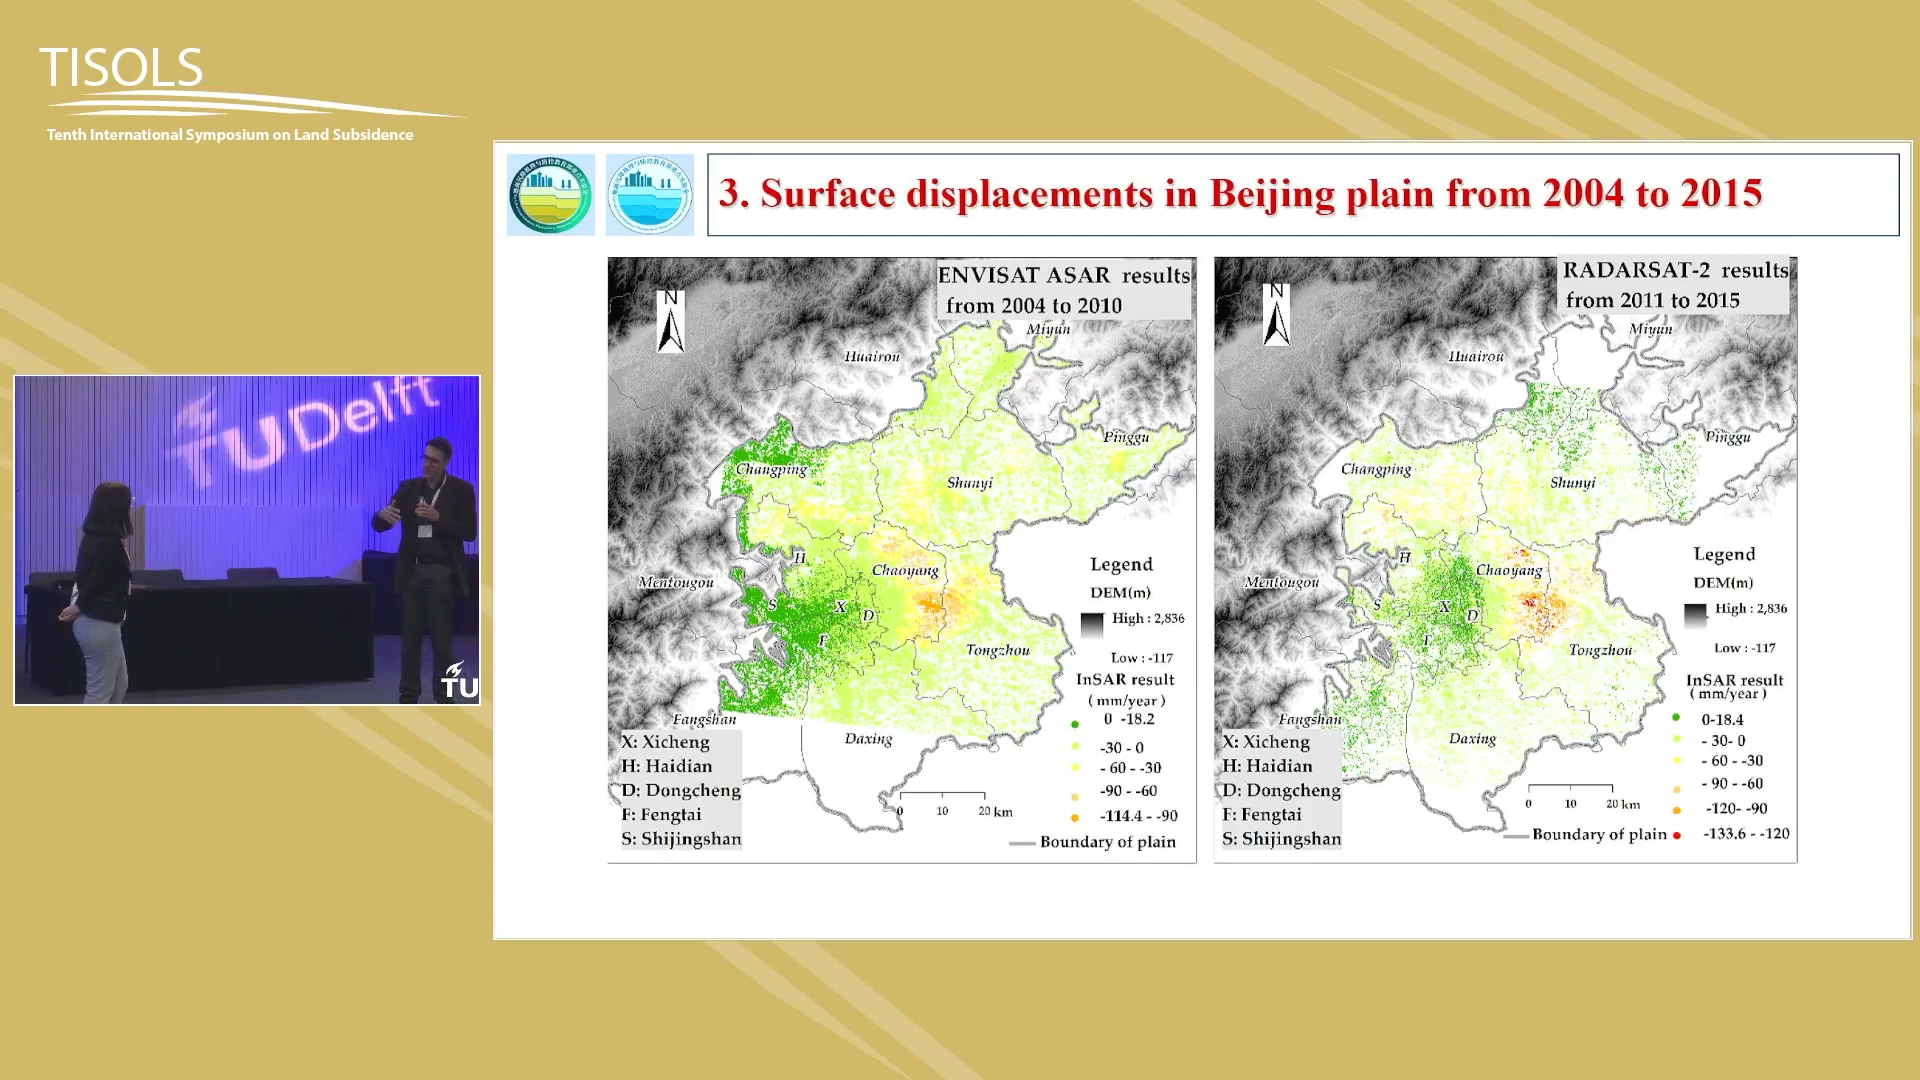 TISOLS
Tenth International Symposium on Land Subsidence
3. Surface displacements in Beijing plain from 2004 to 2015
ENVISAT ASAR results
from 2004 to 2010
N
Miyun
Huairou
Pinggu
Changping
Shunyi
H
Chaoyang
Mentougou
S
X
D
F
Tongzhou
Fangshan
Daxing
Legend
DEM(m)
High : 2,836
Low : -117
InSAR result
( mm/year )
0 -18.2
-30 - 0
- 60 - -30
-90 - -60
-114.4 - -90
Boundary of plain
0 10 20 km
X: Xicheng
H: Haidian
D: Dongcheng
F: Fengtai
S: Shijingshan
RADARSAT-2 results
from 2011 to 2015
N
Miyun
Huairou
Pinggu
Changping
Shunyi
H
Chaoyang
Mentougou
S
X
D
F
Tongzhou
Fangshan
Daxing
Legend
DEM(m)
High : 2,836
Low : -117
InSAR result
( mm/year )
0-18.4
- 30- 0
- 60 - -30
- 90 - -60
-120- -90
-133.6 - -120
Boundary of plain
0 10 20 km
X: Xicheng
H: Haidian
D: Dongcheng
F: Fengtai
S: Shijingshan
TU Delft
TU